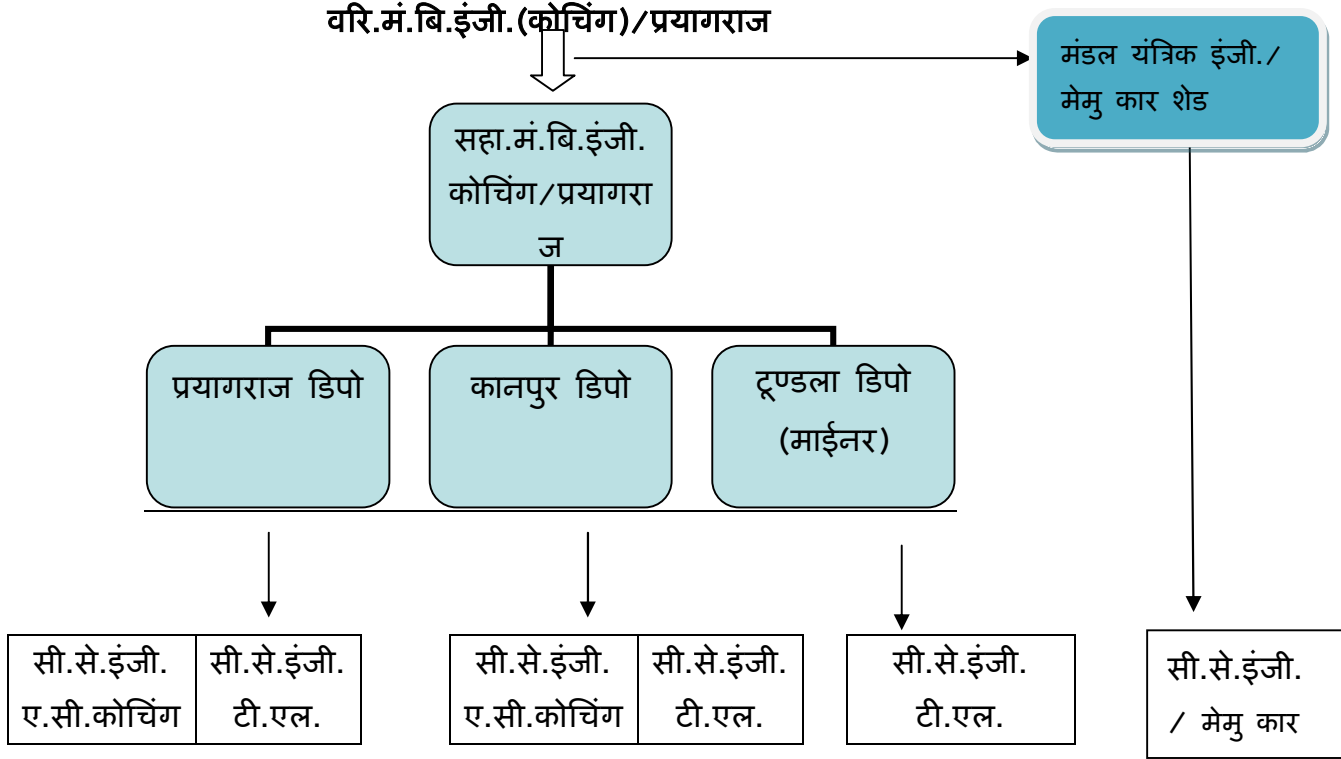 वरि.मं.बि.इंजी.(कोचिंग)/प्रयागराज
मंडल यंत्रिक इंजी./
मेमु कार शेड
सहा.मं.बि.इंजी.
कोचिंग/प्रयागरा
ज
प्रयागराज डिपो
कानपुर डिपो
टूण्डला डिपो
(माईनर)
सी.से.इंजी.
ए.सी.कोचिंग
सी.से.इंजी.
टी.एल.
सी.से.इंजी.
ए.सी.कोचिंग
सी.से.इंजी.
टी.एल.
सी.से.इंजी.
टी.एल.
सी.से.इंजी.
/ मेमु कार